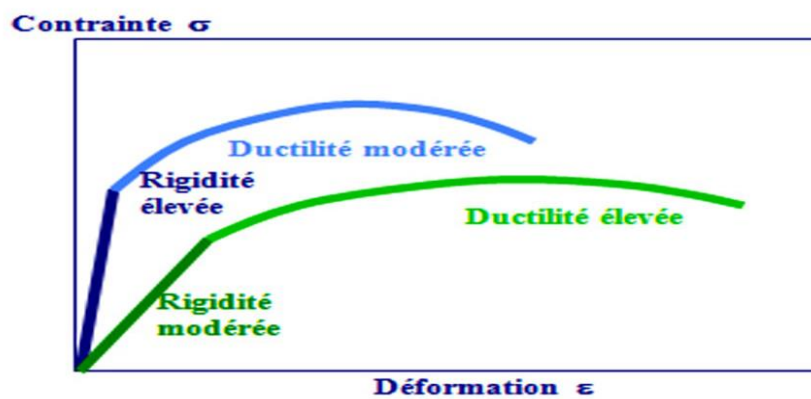 Contrainte σ
Ductilité modérée
Rigidité
élevée
Ductilité élevée
Rigidité
modérée
Déformation ε